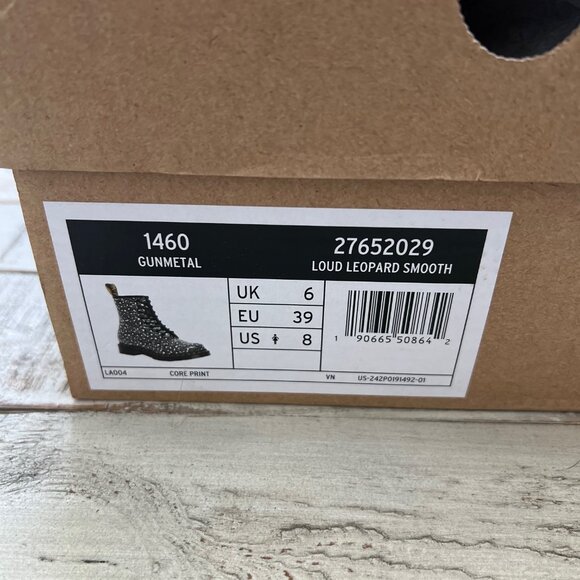 1460 27652029
GUNMETAL LOUD LEOPARD SMOOTH
UK 6
EU 39
US 8
1 90665 50864 2
LA004 CORE PRINT VN US-24ZP0191492-01